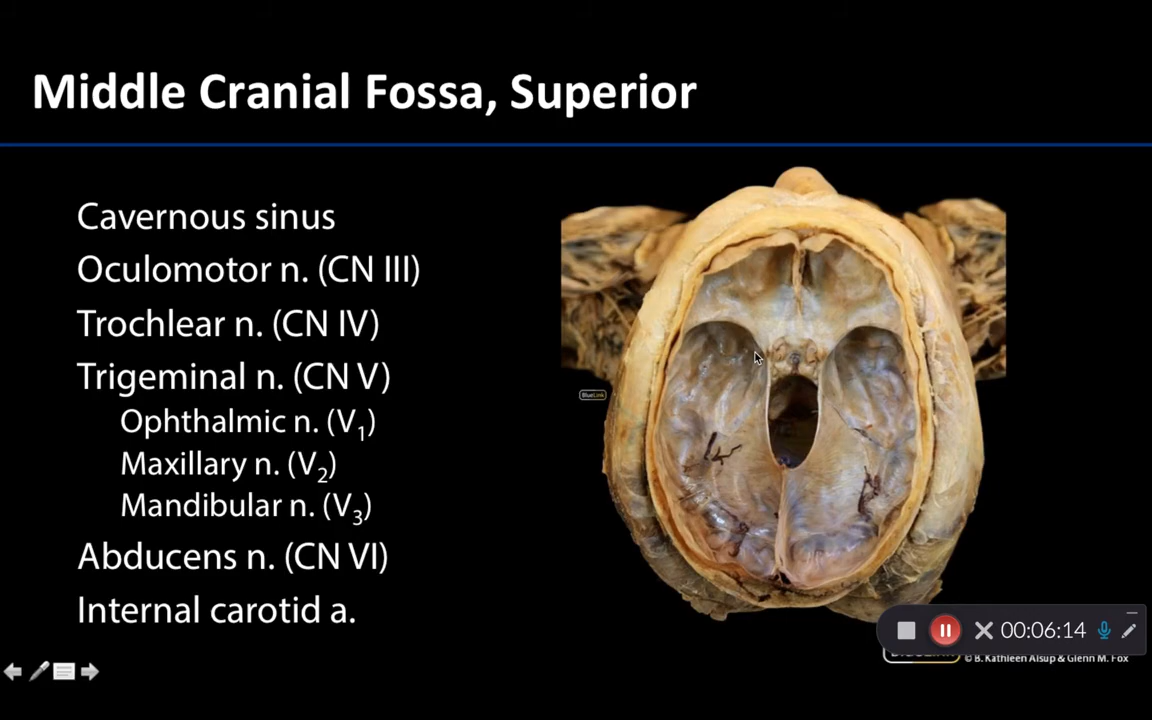 Middle Cranial Fossa, Superior
Cavernous sinus
Oculomotor n. (CN III)
Trochlear n. (CN IV)
Trigeminal n. (CN V)
Ophthalmic n. (V₁)
Maxillary n. (V₂)
Mandibular n. (V₃)
Abducens n. (CN VI)
Internal carotid a.
BlueLink
00:06:14
© B. Kathleen Alsup & Glenn M. Fox